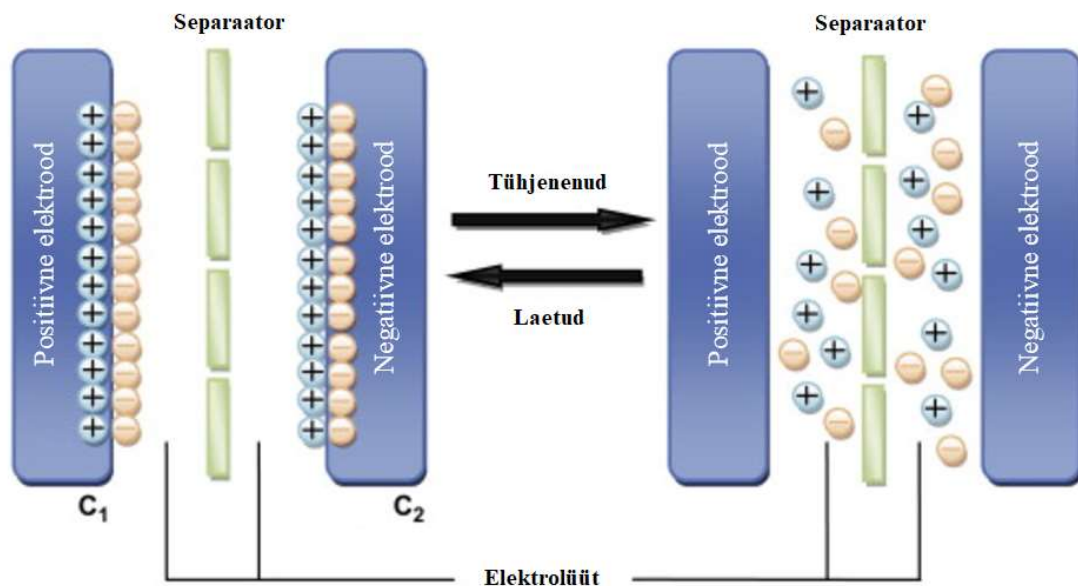 Separaator
Separaator
Positiivne elektrood
Negatiivne elektrood
Tühjenenud
Laetud
Positiivne elektrood
Negatiivne elektrood
C₁
C₂
Elektrolüüt